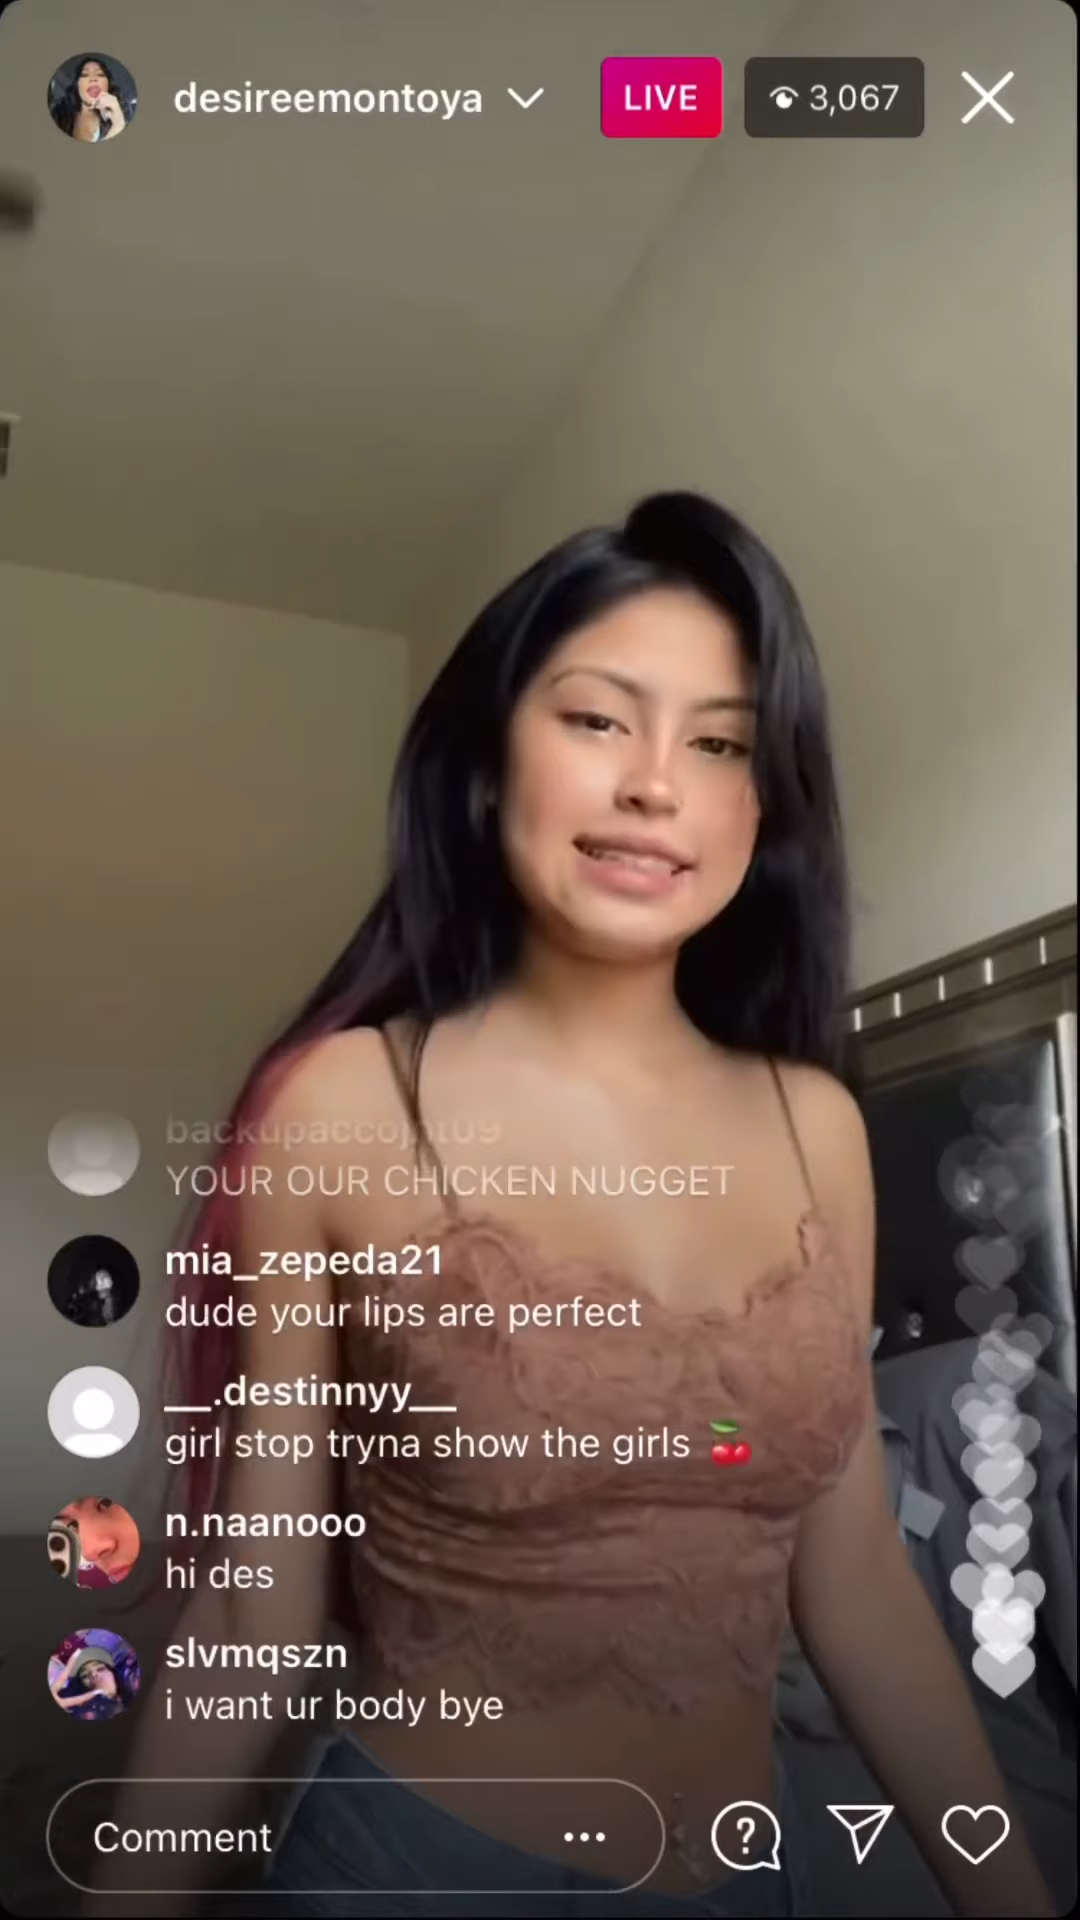 desireemontoya
LIVE
3,067
YOUR OUR CHICKEN NUGGET
mia_zepeda21
dude your lips are perfect
__.destinnyy__
girl stop tryna show the girls 🍒
n.naanooo
hi des
slvmqszn
i want ur body bye
Comment